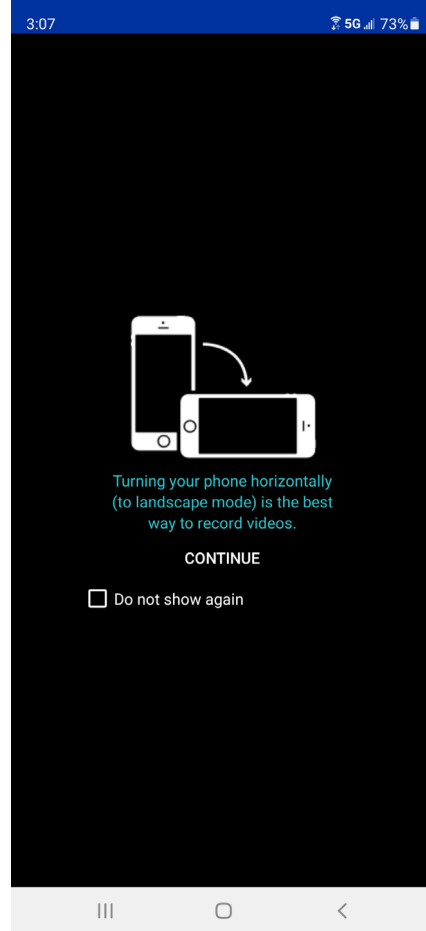 3:07 5G 73%
Turning your phone horizontally
(to landscape mode) is the best
way to record videos.
CONTINUE
Do not show again